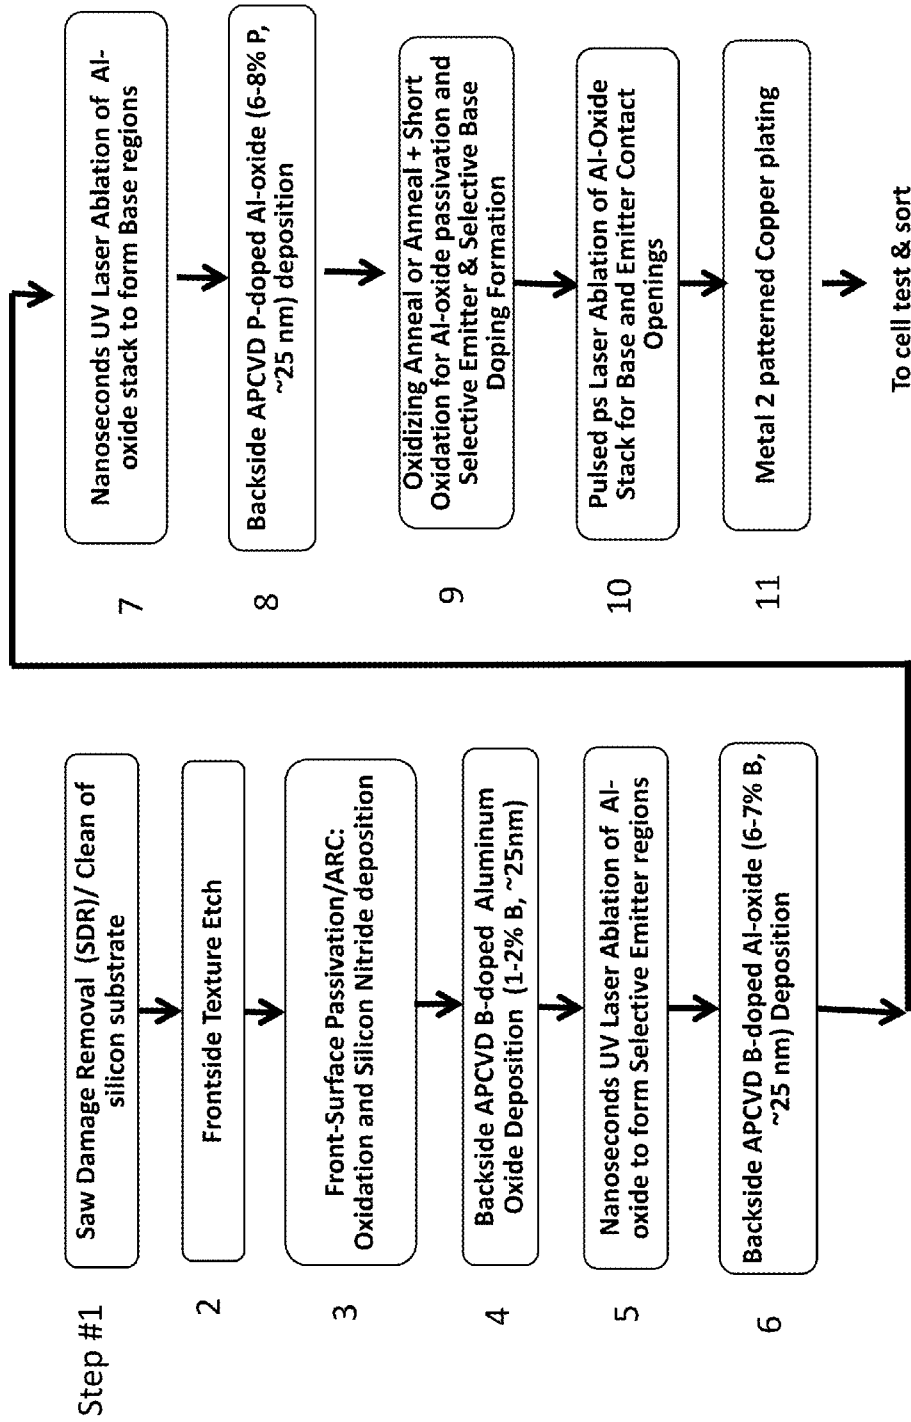 Step #1
Saw Damage Removal (SDR)/ Clean of
silicon substrate
2
Frontside Texture Etch
3
Front-Surface Passivation/ARC:
Oxidation and Silicon Nitride deposition
4
Backside APCVD B-doped Aluminum
Oxide Deposition (1-2% B, ~25nm)
5
Nanoseconds UV Laser Ablation of Al-
oxide to form Selective Emitter regions
6
Backside APCVD B-doped Al-oxide (6-7% B,
~25 nm) Deposition
7
Nanoseconds UV Laser Ablation of Al-
oxide stack to form Base regions
8
Backside APCVD P-doped Al-oxide (6-8% P,
~25 nm) deposition
9
Oxidizing Anneal or Anneal + Short
Oxidation for Al-oxide passivation and
Selective Emitter & Selective Base
Doping Formation
10
Pulsed ps Laser Ablation of Al-Oxide
Stack for Base and Emitter Contact
Openings
11
Metal 2 patterned Copper plating
To cell test & sort